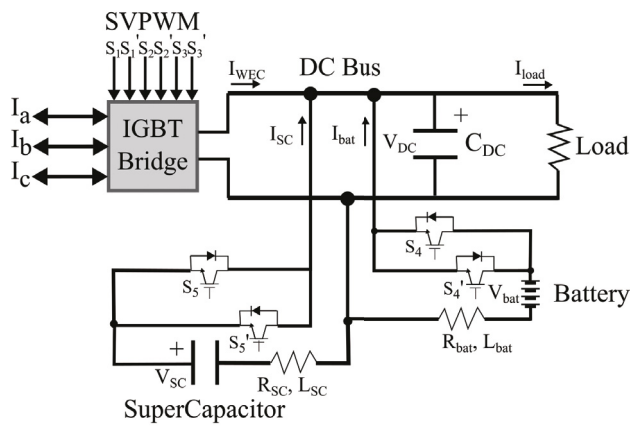 SVPWM
S1S1'S2S2'S3S3'
IWEC
DC Bus
Iload
Ia
Ib
Ic
IGBT
Bridge
ISC
Ibat
VDC
+
CDC
Load
S4
S5
S4'
Vbat
Battery
S5'
Rbat, Lbat
+
VSC
RSC, LSC
SuperCapacitor